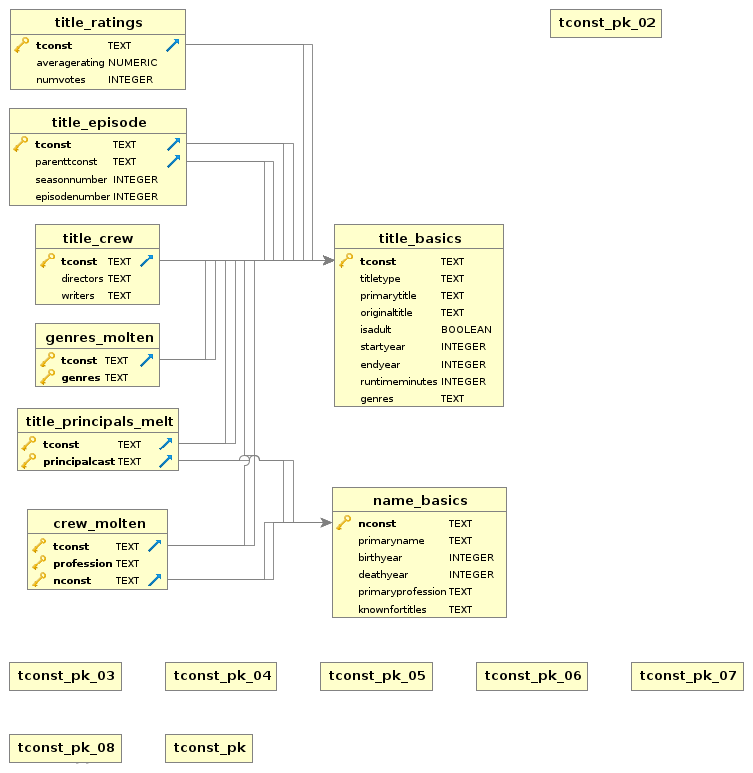 title_ratings
tconst TEXT
averagerating NUMERIC
numvotes INTEGER
tconst_pk_02
title_episode
tconst TEXT
parenttconst TEXT
seasonnumber INTEGER
episodenumber INTEGER
title_crew
tconst TEXT
directors TEXT
writers TEXT
title_basics
tconst TEXT
titletype TEXT
primarytitle TEXT
originaltitle TEXT
isadult BOOLEAN
startyear INTEGER
endyear INTEGER
runtimeminutes INTEGER
genres TEXT
genres_molten
tconst TEXT
genres TEXT
title_principals_melt
tconst TEXT
principalcast TEXT
name_basics
nconst TEXT
primaryname TEXT
birthyear INTEGER
deathyear INTEGER
primaryprofession TEXT
knownfortitles TEXT
crew_molten
tconst TEXT
profession TEXT
nconst TEXT
tconst_pk_03
tconst_pk_04
tconst_pk_05
tconst_pk_06
tconst_pk_07
tconst_pk_08
tconst_pk